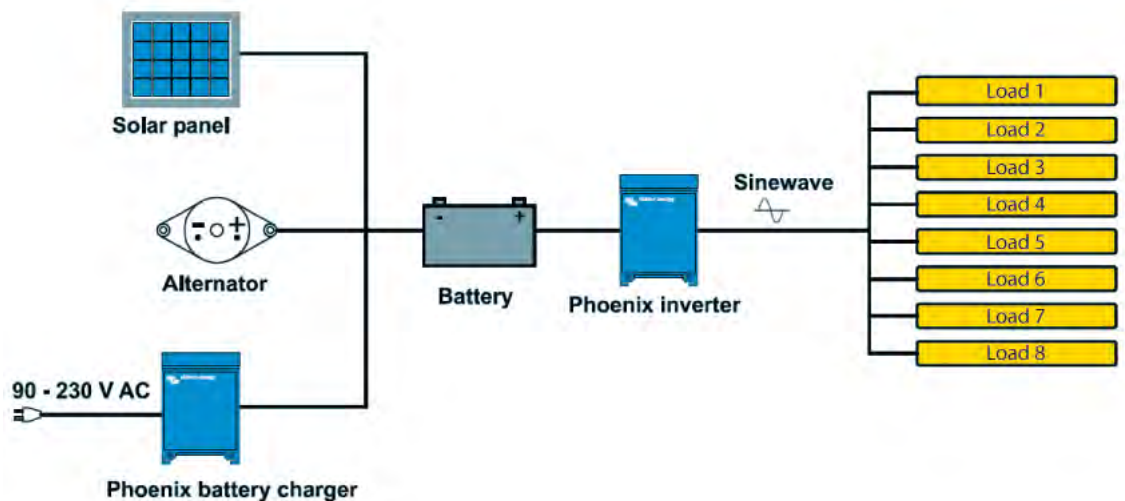 Solar panel
Alternator
90 - 230 V AC
Phoenix battery charger
- +
Battery
Phoenix inverter
Sinewave
Load 1
Load 2
Load 3
Load 4
Load 5
Load 6
Load 7
Load 8